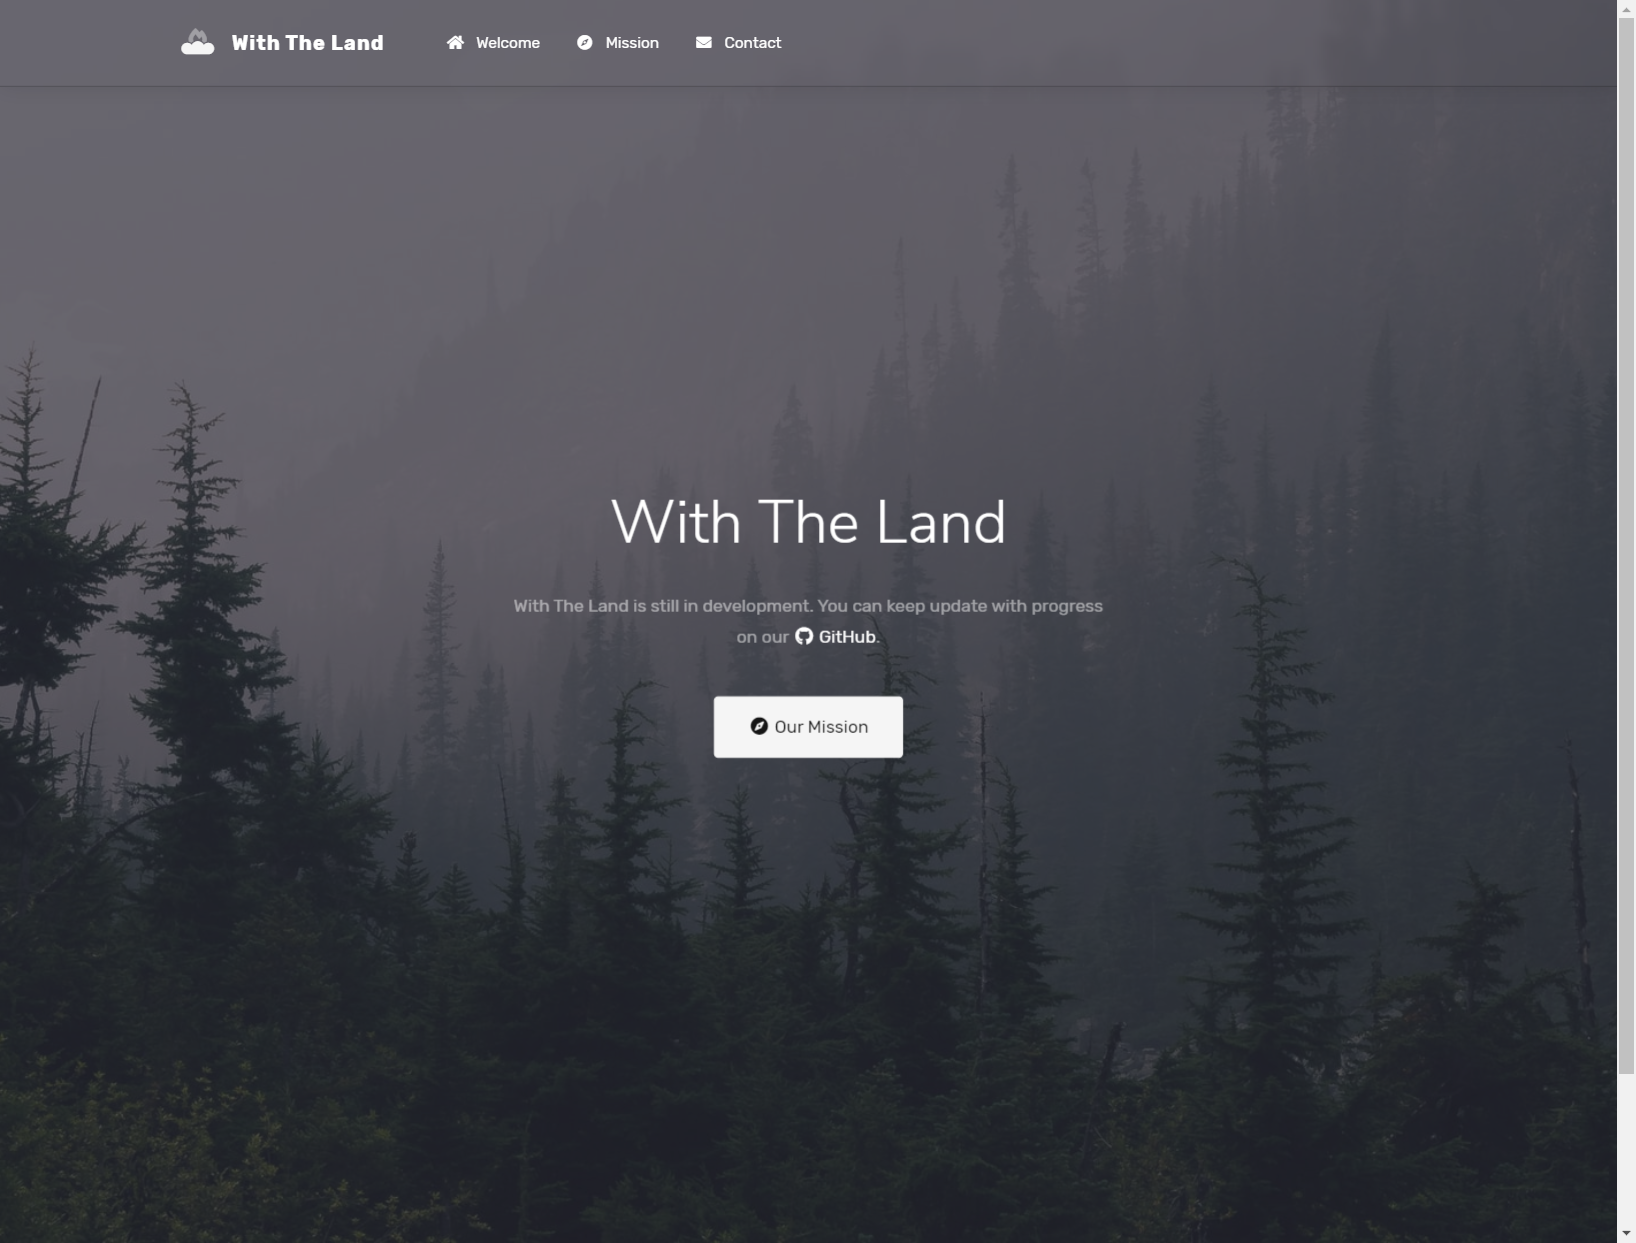 With The Land
Welcome
Mission
Contact
With The Land
With The Land is still in development. You can keep update with progress
on our GitHub.
Our Mission